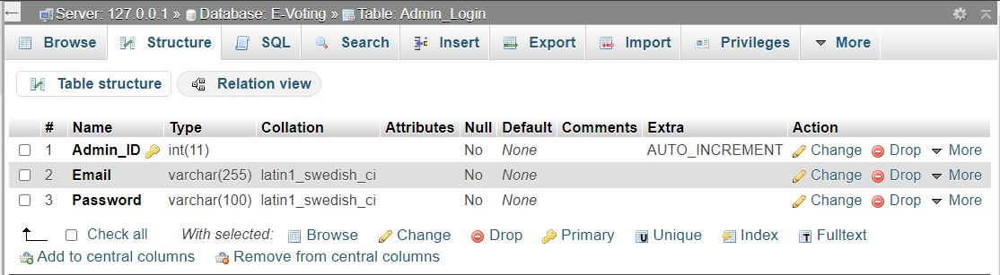 Server: 127.0.0.1 » Database: E-Voting » Table: Admin_Login
Browse Structure SQL Search Insert Export Import Privileges More
Table structure Relation view
# Name Type Collation Attributes Null Default Comments Extra Action
1 Admin_ID int(11) No None AUTO_INCREMENT Change Drop More
2 Email varchar(255) latin1_swedish_ci No None Change Drop More
3 Password varchar(100) latin1_swedish_ci No None Change Drop More
Check all With selected: Browse Change Drop Primary U Unique Index T Fulltext
Add to central columns Remove from central columns